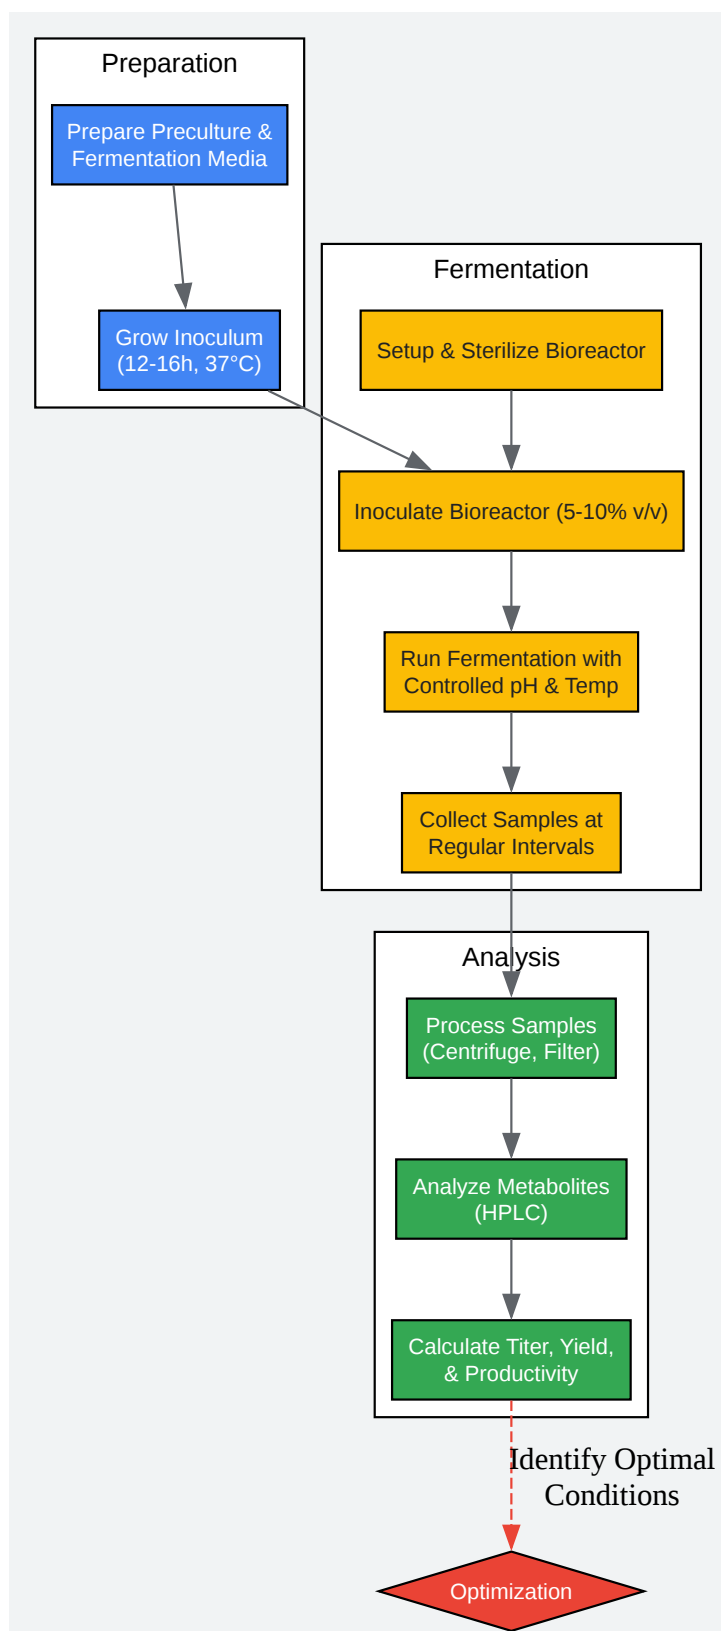 Preparation
Prepare Preculture &
Fermentation Media
Grow Inoculum
(12-16h, 37°C)
Fermentation
Setup & Sterilize Bioreactor
Inoculate Bioreactor (5-10% v/v)
Run Fermentation with
Controlled pH & Temp
Collect Samples at
Regular Intervals
Analysis
Process Samples
(Centrifuge, Filter)
Analyze Metabolites
(HPLC)
Calculate Titer, Yield,
& Productivity
Identify Optimal
Conditions
Optimization